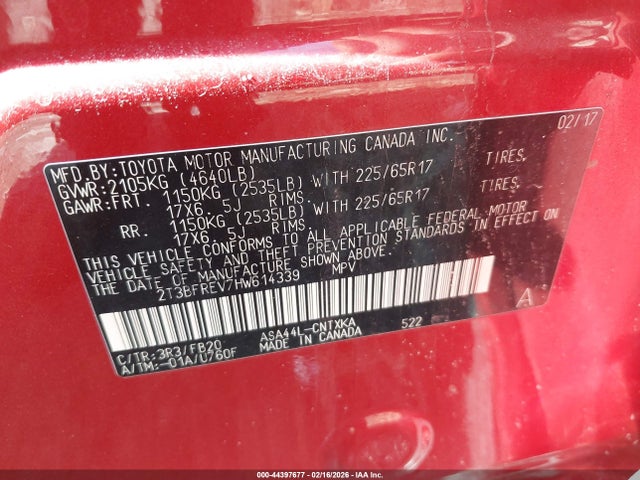 MFD.BY:TOYOTA MOTOR MANUFACTURING CANADA INC. 02/17
GVWR:2105KG (4640LB)
GAWR:FRT. 1150KG (2535LB) WITH 225/65R17 TIRES.
17X6.5J RIMS.
RR. 1150KG (2535LB) WITH 225/65R17 TIRES.
17X6.5J RIMS.
THIS VEHICLE CONFORMS TO ALL APPLICABLE FEDERAL MOTOR
VEHICLE SAFETY AND THEFT PREVENTION STANDARDS IN EFFECT ON
THE DATE OF MANUFACTURE SHOWN ABOVE.
2T3BFREV7HW614339 MPV
A
C/TR:3R3/FB20 ASA44L-CNTXKA 522
A/TM:-01A/U760F MADE IN CANADA
000-44397677 - 02/16/2026 - IAA Inc.